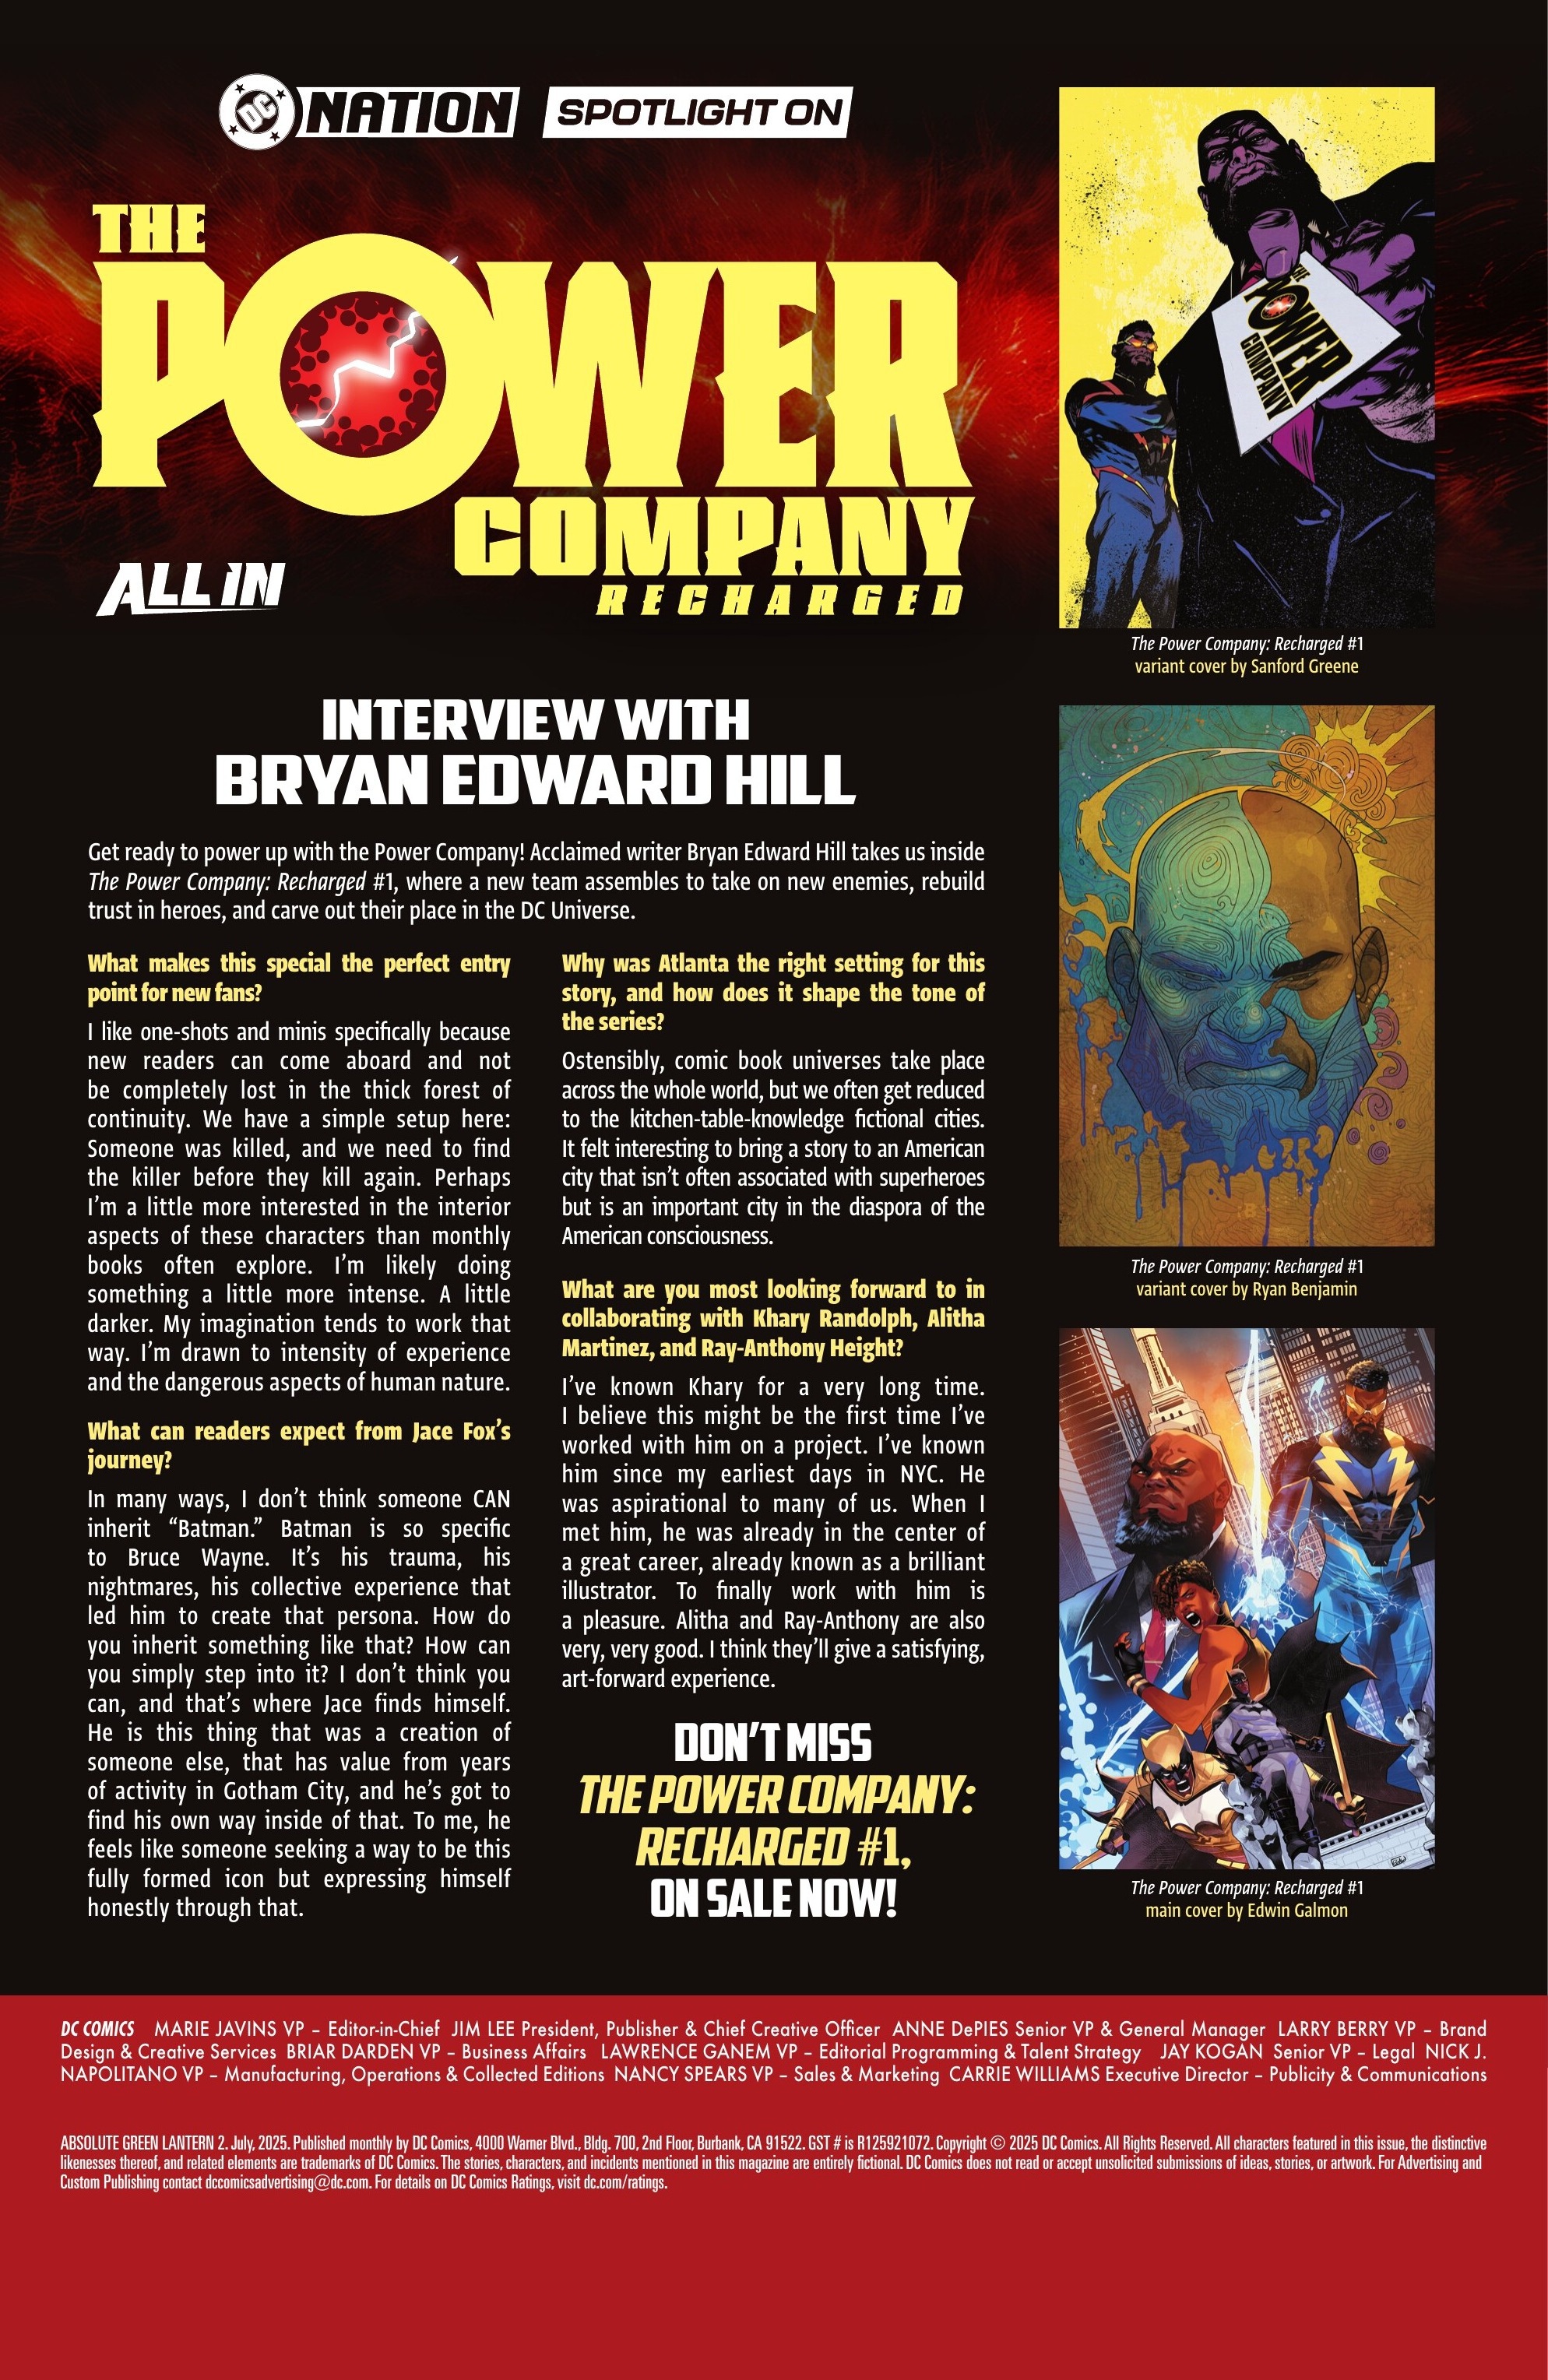 DC NATION SPOTLIGHT ON
THE
POWER
COMPANY
RECHARGED
ALL IN
THE
POWER
COMPANY
The Power Company: Recharged #1
variant cover by Sanford Greene
INTERVIEW WITH
BRYAN EDWARD HILL
Get ready to power up with the Power Company! Acclaimed writer Bryan Edward Hill takes us inside
The Power Company: Recharged #1, where a new team assembles to take on new enemies, rebuild
trust in heroes, and carve out their place in the DC Universe.
What makes this special the perfect entry
point for new fans?
I like one-shots and minis specifically because
new readers can come aboard and not
be completely lost in the thick forest of
continuity. We have a simple setup here:
Someone was killed, and we need to find
the killer before they kill again. Perhaps
I'm a little more interested in the interior
aspects of these characters than monthly
books often explore. I'm likely doing
something a little more intense. A little
darker. My imagination tends to work that
way. I'm drawn to intensity of experience
and the dangerous aspects of human nature.
What can readers expect from Jace Fox's
journey?
In many ways, I don't think someone CAN
inherit “Batman.” Batman is so specific
to Bruce Wayne. It's his trauma, his
nightmares, his collective experience that
led him to create that persona. How do
you inherit something like that? How can
you simply step into it? I don't think you
can, and that's where Jace finds himself.
He is this thing that was a creation of
someone else, that has value from years
of activity in Gotham City, and he's got to
find his own way inside of that. To me, he
feels like someone seeking a way to be this
fully formed icon but expressing himself
honestly through that.
Why was Atlanta the right setting for this
story, and how does it shape the tone of
the series?
Ostensibly, comic book universes take place
across the whole world, but we often get reduced
to the kitchen-table-knowledge fictional cities.
It felt interesting to bring a story to an American
city that isn't often associated with superheroes
but is an important city in the diaspora of the
American consciousness.
What are you most looking forward to in
collaborating with Khary Randolph, Alitha
Martinez, and Ray-Anthony Height?
I've known Khary for a very long time.
I believe this might be the first time I've
worked with him on a project. I've known
him since my earliest days in NYC. He
was aspirational to many of us. When I
met him, he was already in the center of
a great career, already known as a brilliant
illustrator. To finally work with him is
a pleasure. Alitha and Ray-Anthony are also
very, very good. I think they'll give a satisfying,
art-forward experience.
DON'T MISS
THE POWER COMPANY:
RECHARGED #1,
ON SALE NOW!
The Power Company: Recharged #1
variant cover by Ryan Benjamin
The Power Company: Recharged #1
main cover by Edwin Galmon
DC COMICS MARIE JAVINS VP – Editor-in-Chief JIM LEE President, Publisher & Chief Creative Officer ANNE DePIES Senior VP & General Manager LARRY BERRY VP – Brand
Design & Creative Services BRIAR DARDEN VP – Business Affairs LAWRENCE GANEM VP – Editorial Programming & Talent Strategy JAY KOGAN Senior VP – Legal NICK J.
NAPOLITANO VP – Manufacturing, Operations & Collected Editions NANCY SPEARS VP – Sales & Marketing CARRIE WILLIAMS Executive Director – Publicity & Communications
ABSOLUTE GREEN LANTERN 2. July, 2025. Published monthly by DC Comics, 4000 Warner Blvd., Bldg. 700, 2nd Floor, Burbank, CA 91522. GST # is R125921072. Copyright © 2025 DC Comics. All Rights Reserved. All characters featured in this issue, the distinctive
likenesses thereof, and related elements are trademarks of DC Comics. The stories, characters, and incidents mentioned in this magazine are entirely fictional. DC Comics does not read or accept unsolicited submissions of ideas, stories, or artwork. For Advertising and
Custom Publishing contact dccomicsadvertising@dc.com. For details on DC Comics Ratings, visit dc.com/ratings.